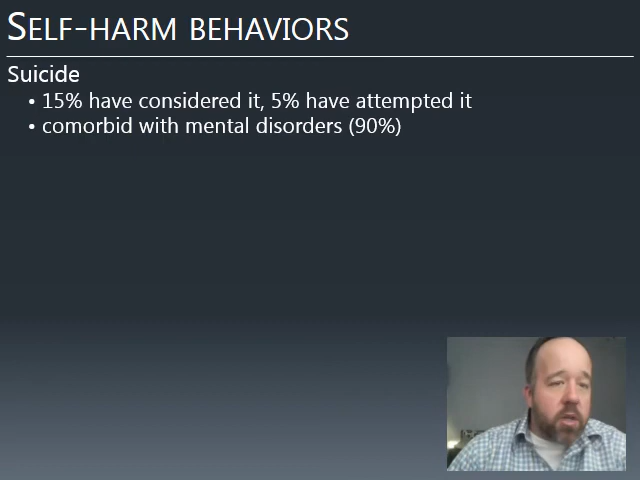 SELF-HARM BEHAVIORS
Suicide
• 15% have considered it, 5% have attempted it
• comorbid with mental disorders (90%)